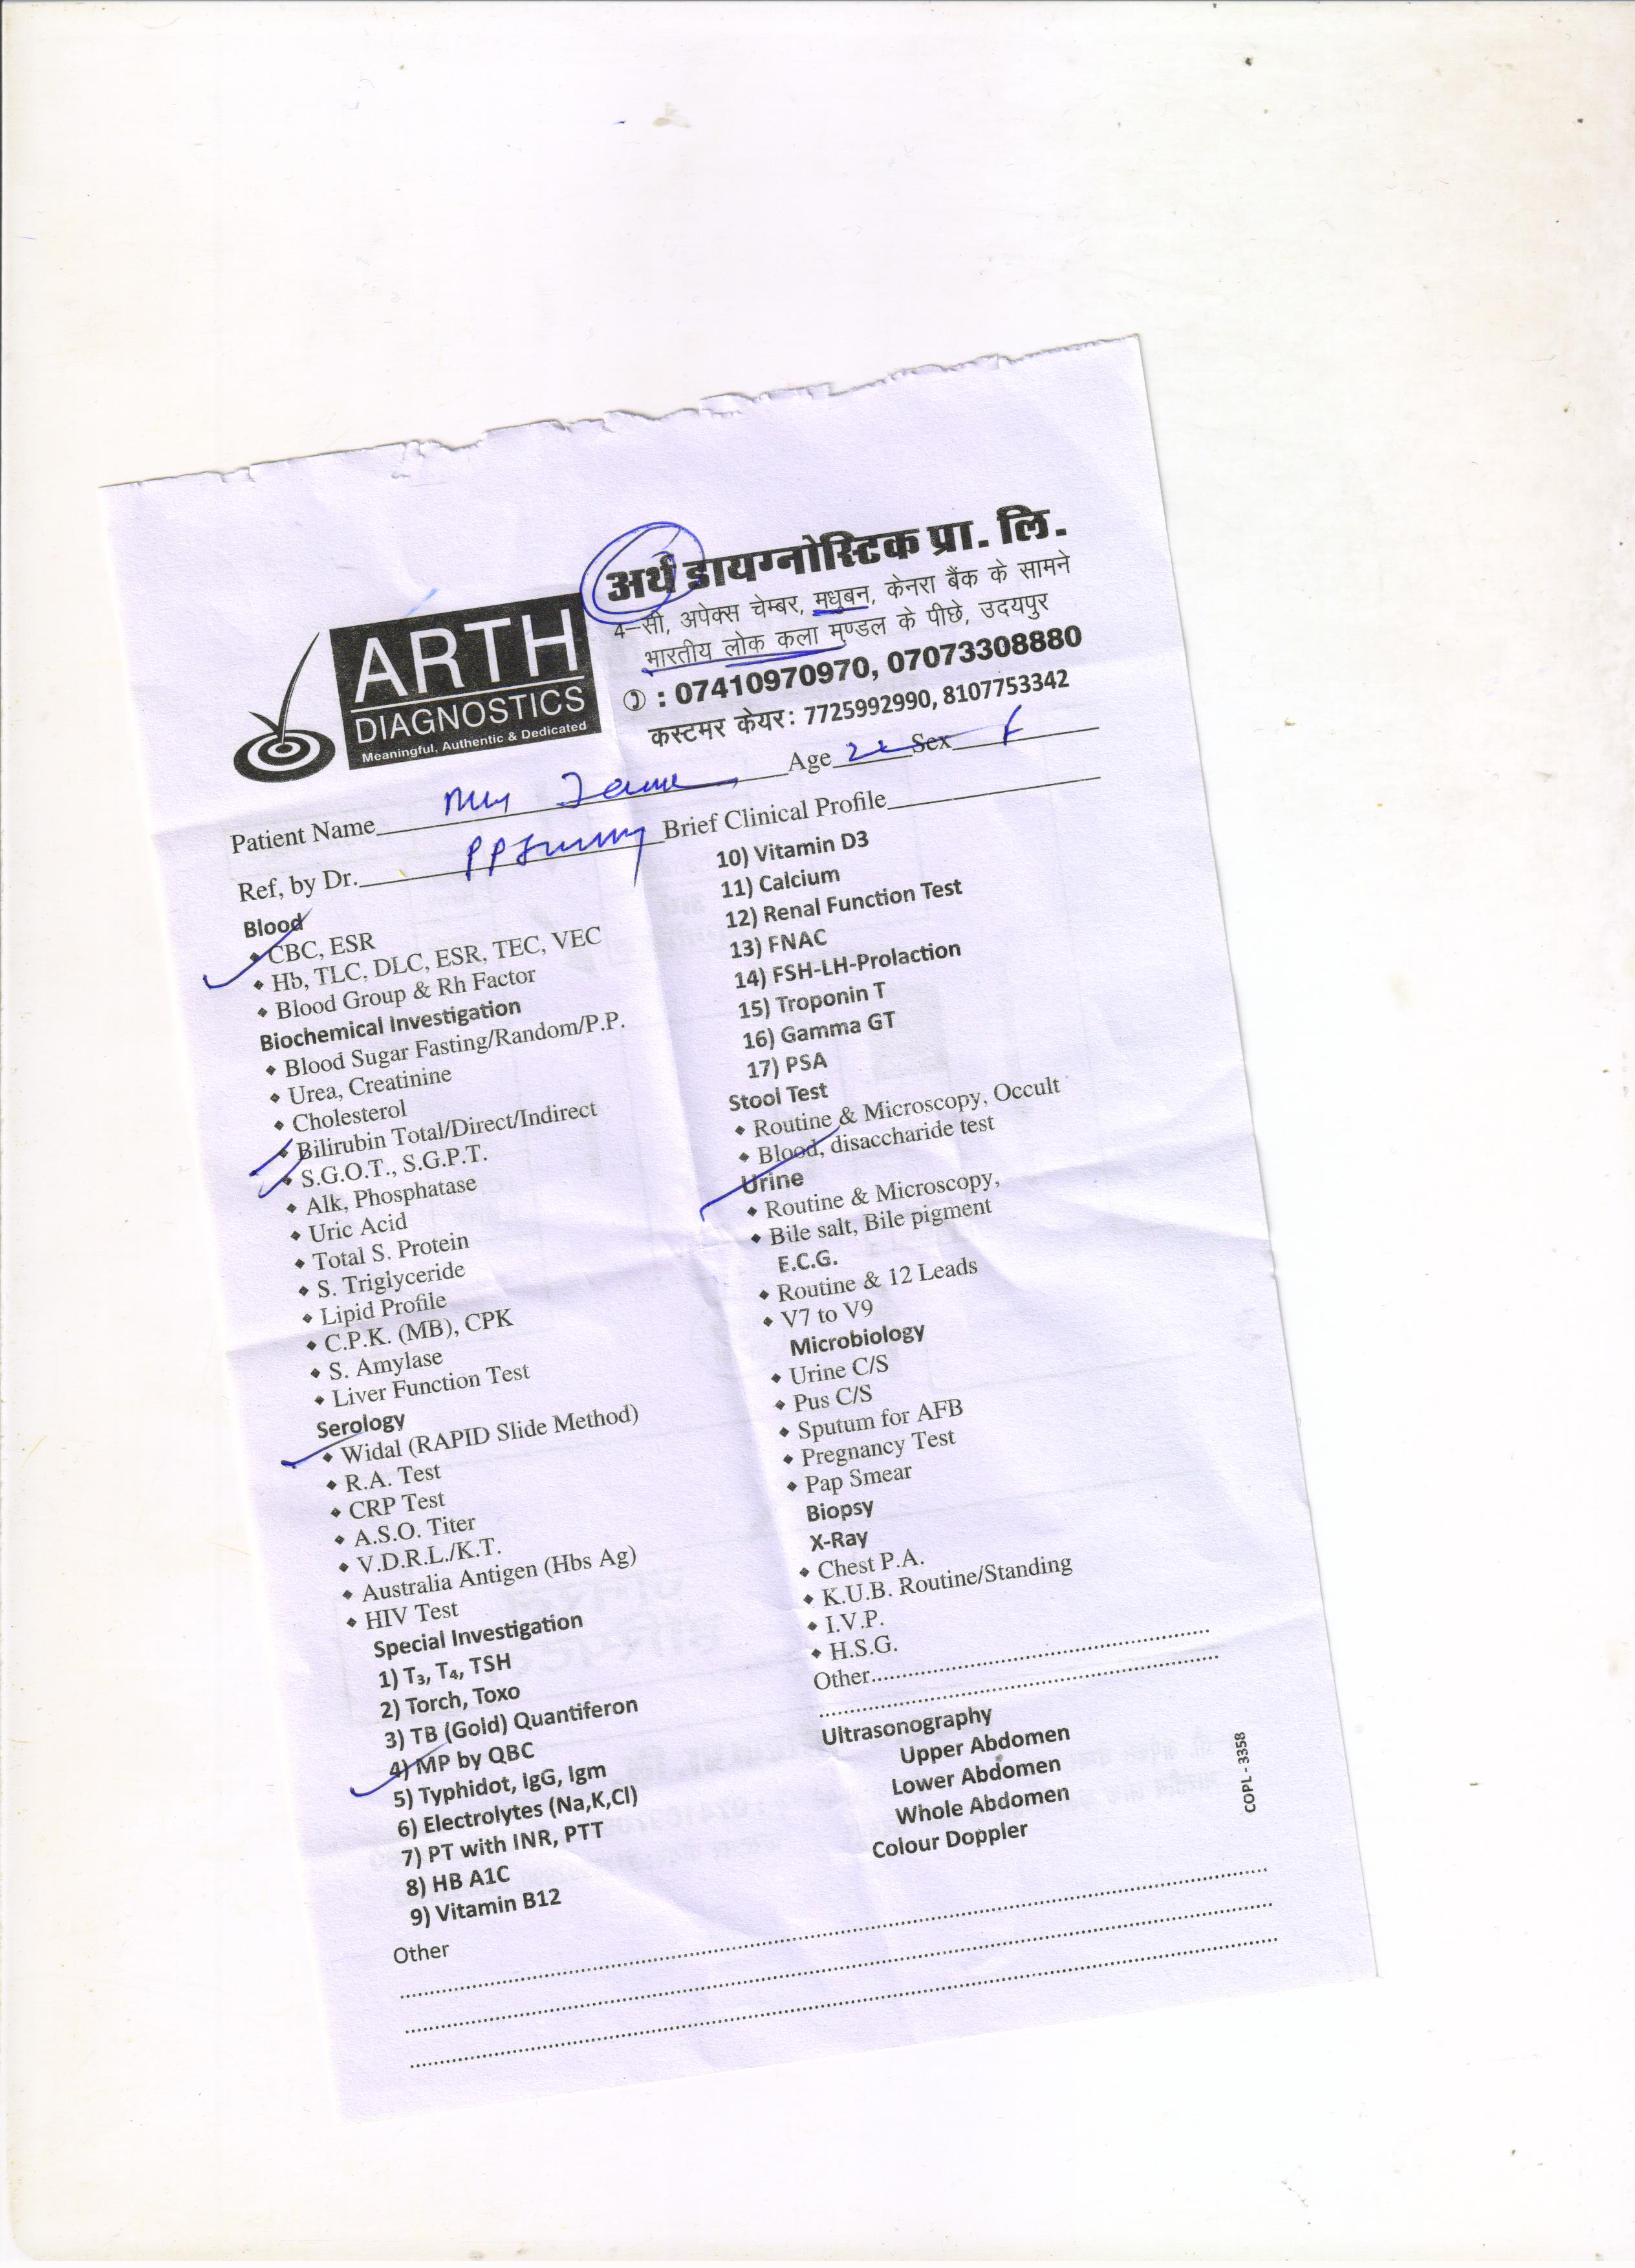 अर्थ डायग्नोस्टिक प्रा. लि.
4-सी, अपेक्स चेम्बर, मधुबन, केनरा बैंक के सामने
भारतीय लोक कला मुण्डल के पीछे, उदयपुर
: 07410970970, 07073308880
कस्टमर केयर: 7725992990, 8107753342
ARTH
DIAGNOSTICS
Meaningful, Authentic & Dedicated
Patient Name Age Sex
Ref, by Dr. Brief Clinical Profile
Blood
CBC, ESR
Hb, TLC, DLC, ESR, TEC, VEC
Blood Group & Rh Factor
Biochemical Investigation
Blood Sugar Fasting/Random/P.P.
Urea, Creatinine
Cholesterol
Bilirubin Total/Direct/Indirect
S.G.O.T., S.G.P.T.
Alk, Phosphatase
Uric Acid
Total S. Protein
S. Triglyceride
Lipid Profile
C.P.K. (MB), CPK
S. Amylase
Liver Function Test
Serology
Widal (RAPID Slide Method)
R.A. Test
CRP Test
A.S.O. Titer
V.D.R.L./K.T.
Australia Antigen (Hbs Ag)
HIV Test
Special Investigation
1) T₃, T₄, TSH
2) Torch, Toxo
3) TB (Gold) Quantiferon
4) MP by QBC
5) Typhidot, IgG, Igm
6) Electrolytes (Na,K,Cl)
7) PT with INR, PTT
8) HB A1C
9) Vitamin B12
Other
10) Vitamin D3
11) Calcium
12) Renal Function Test
13) FNAC
14) FSH-LH-Prolaction
15) Troponin T
16) Gamma GT
17) PSA
Stool Test
Routine & Microscopy, Occult
Blood, disaccharide test
Urine
Routine & Microscopy,
Bile salt, Bile pigment
E.C.G.
Routine & 12 Leads
V7 to V9
Microbiology
Urine C/S
Pus C/S
Sputum for AFB
Pregnancy Test
Pap Smear
Biopsy
X-Ray
Chest P.A.
K.U.B. Routine/Standing
I.V.P.
H.S.G.
Other
Ultrasonography
Upper Abdomen
Lower Abdomen
Whole Abdomen
Colour Doppler
COPL - 3358